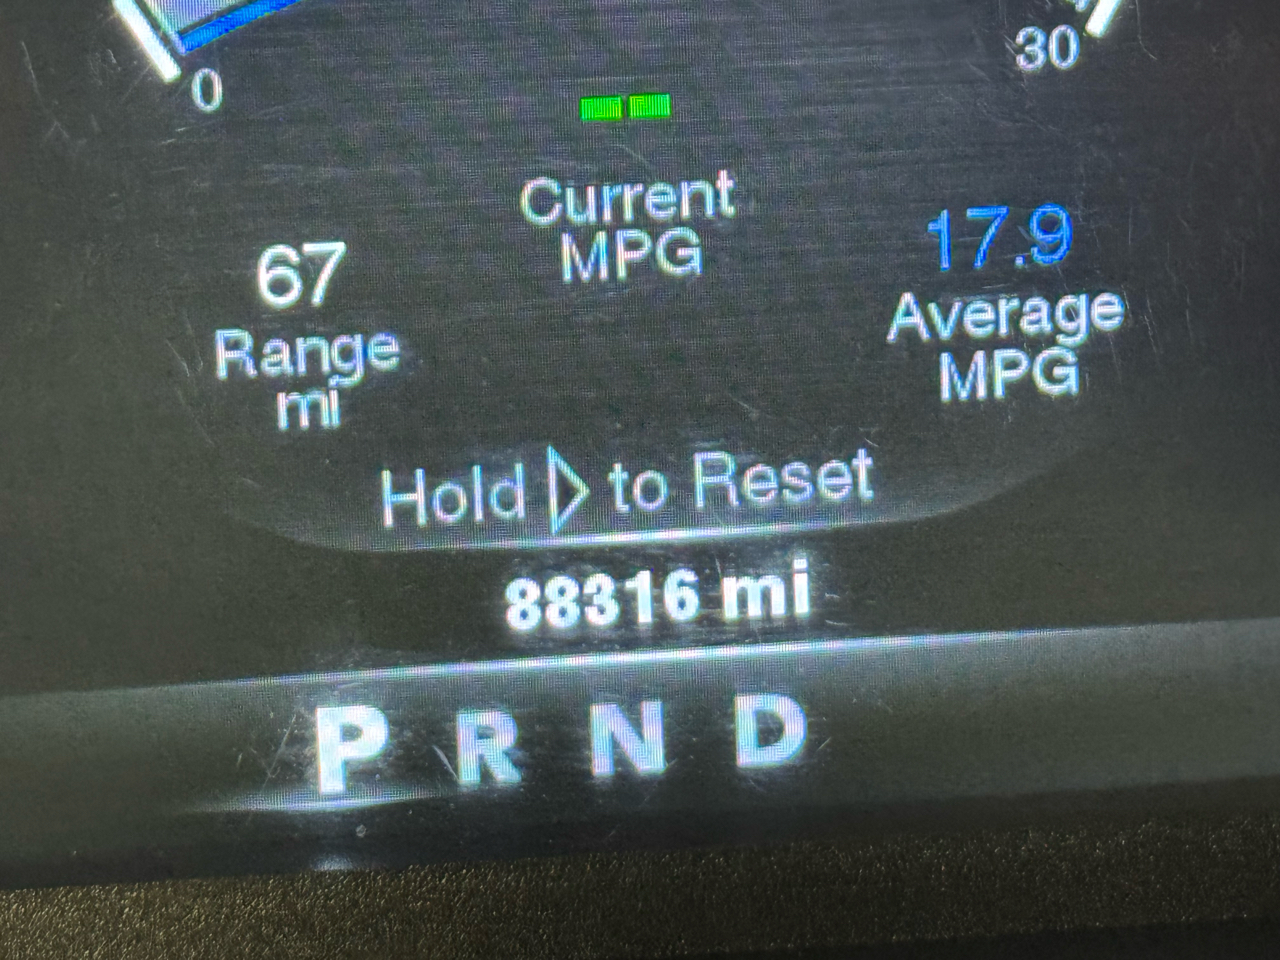 0
30
Current
MPG
67
Range
mi
17.9
Average
MPG
Hold ▷ to Reset
88316 mi
P R N D